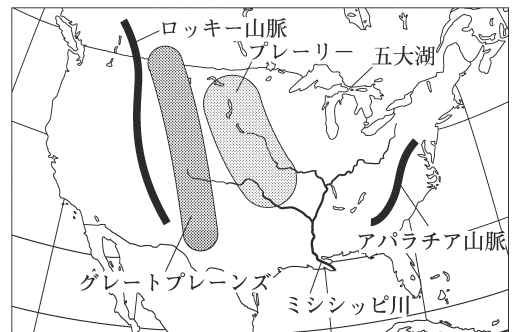 ロッキー山脈
プレーリー
五大湖
アパラチア山脈
グレートプレーンズ
ミシシッピ川